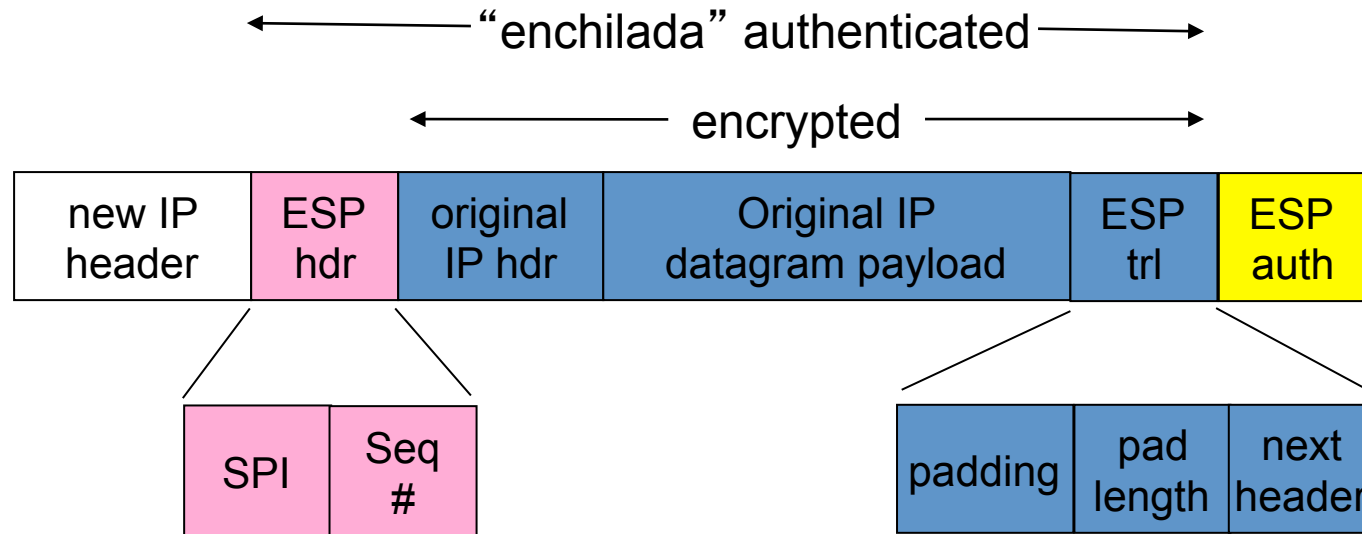 “enchilada” authenticated
encrypted
new IP
header
ESP
hdr
original
IP hdr
Original IP
datagram payload
ESP
trl
ESP
auth
SPI
Seq
#
padding
pad
length
next
header